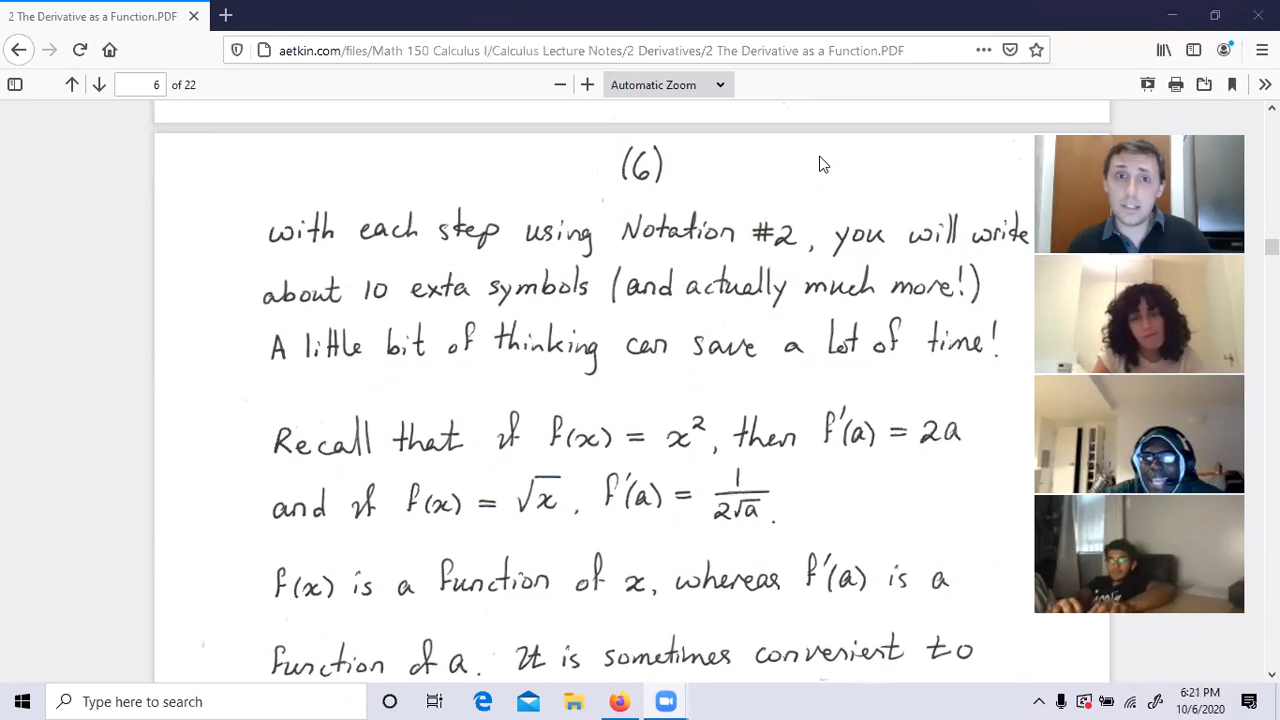 2 The Derivative as a Function.PDF
aetkin.com/files/Math 150 Calculus I/Calculus Lecture Notes/2 Derivatives/2 The Derivative as a Function.PDF
6 of 22
Automatic Zoom
(6)
with each step using Notation #2, you will write
about 10 exta symbols (and actually much more!)
A little bit of thinking can save a lot of time!
Recall that if f(x) = x², then f'(a) = 2a
and if f(x) = √x, f'(a) = 1/(2√a).
f(x) is a function of x, whereas f'(a) is a
function of a. It is sometimes convenient to
Type here to search
6:21 PM
10/6/2020